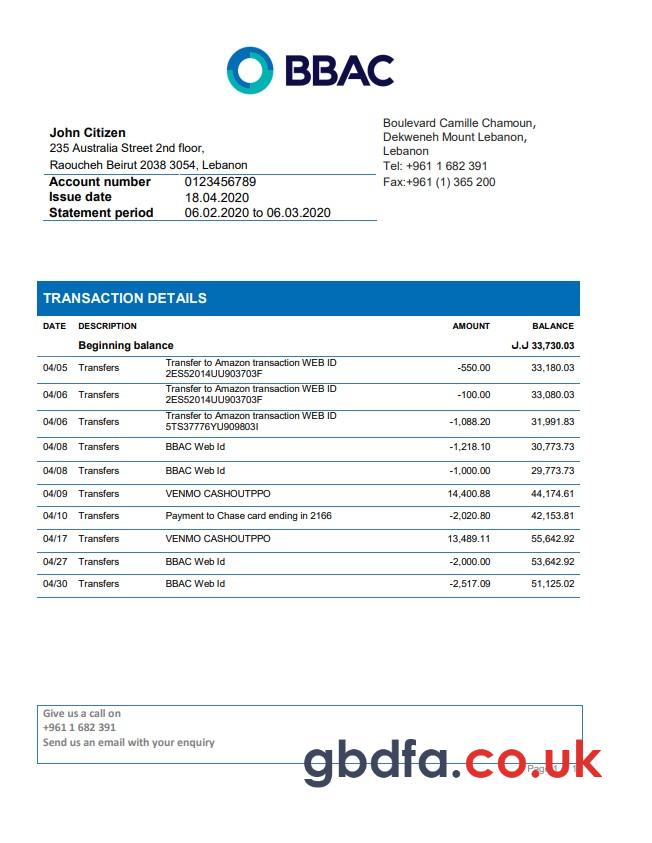 BBAC
John Citizen
235 Australia Street 2nd floor,
Raoucheh Beirut 2038 3054, Lebanon
Account number 0123456789
Issue date 18.04.2020
Statement period 06.02.2020 to 06.03.2020
Boulevard Camille Chamoun,
Dekweneh Mount Lebanon,
Lebanon
Tel: +961 1 682 391
Fax:+961 (1) 365 200
TRANSACTION DETAILS
DATE DESCRIPTION AMOUNT BALANCE
Beginning balance ل.ل 33,730.03
04/05 Transfers Transfer to Amazon transaction WEB ID
2ES52014UU903703F -550.00 33,180.03
04/06 Transfers Transfer to Amazon transaction WEB ID
2ES52014UU903703F -100.00 33,080.03
04/06 Transfers Transfer to Amazon transaction WEB ID
5TS37776YU909803I -1,088.20 31,991.83
04/08 Transfers BBAC Web Id -1,218.10 30,773.73
04/08 Transfers BBAC Web Id -1,000.00 29,773.73
04/09 Transfers VENMO CASHOUTPPO 14,400.88 44,174.61
04/10 Transfers Payment to Chase card ending in 2166 -2,020.80 42,153.81
04/17 Transfers VENMO CASHOUTPPO 13,489.11 55,642.92
04/27 Transfers BBAC Web Id -2,000.00 53,642.92
04/30 Transfers BBAC Web Id -2,517.09 51,125.02
Give us a call on
+961 1 682 391
Send us an email with your enquiry
gbdfa.co.uk